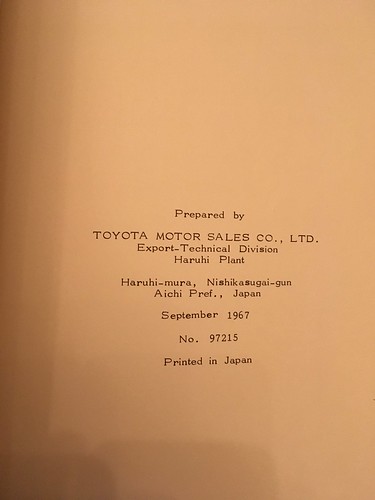 Prepared by
TOYOTA MOTOR SALES CO., LTD.
Export-Technical Division
Haruhi Plant
Haruhi-mura, Nishikasugai-gun
Aichi Pref., Japan
September 1967
No. 97215
Printed in Japan